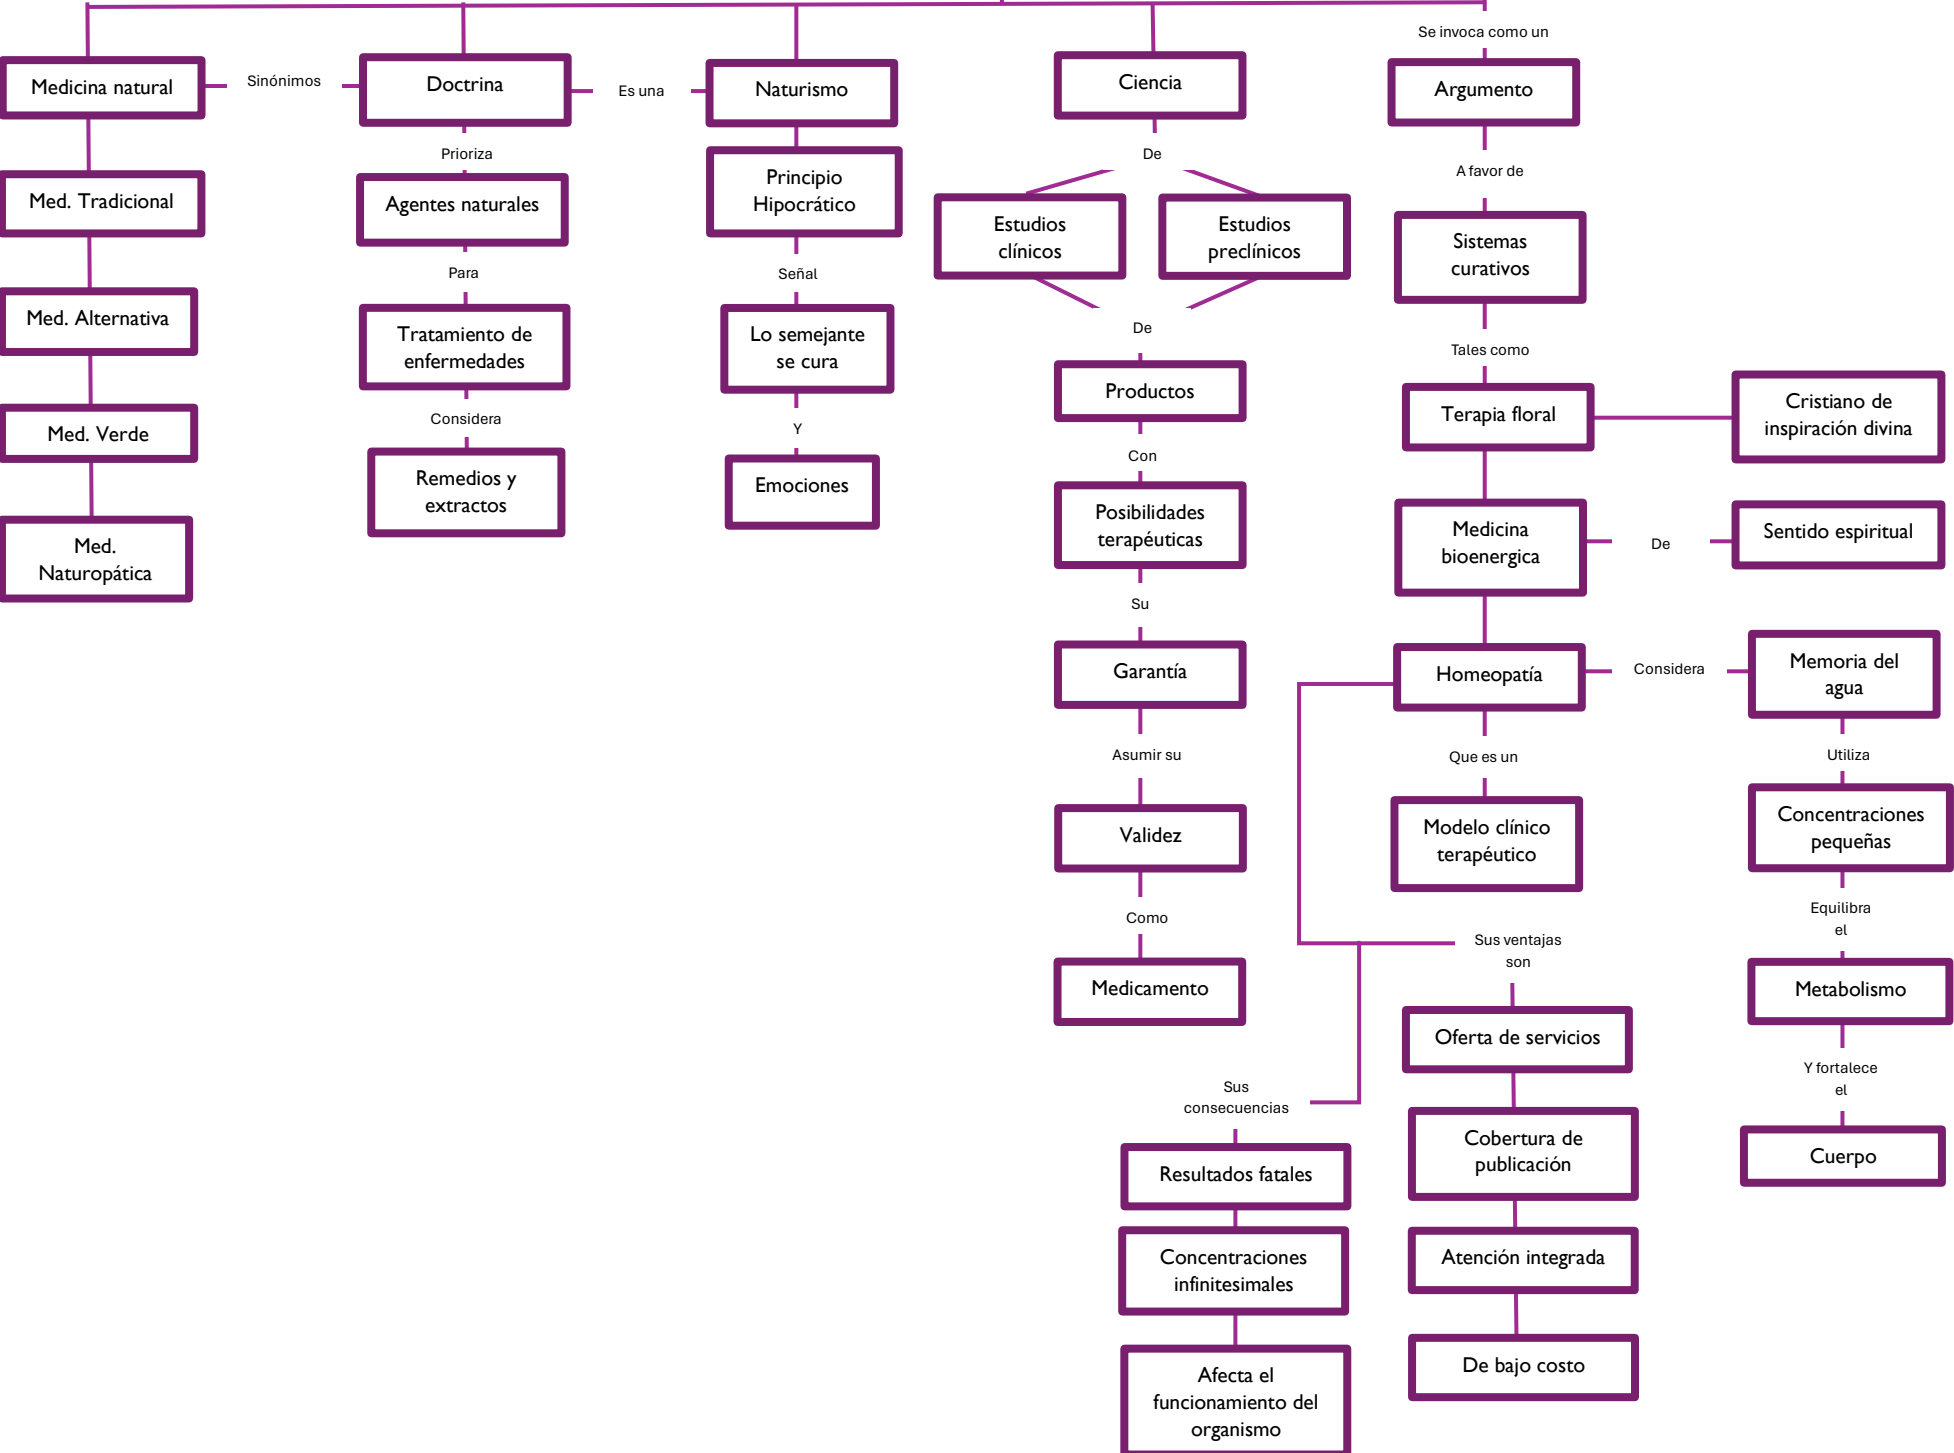 Se invoca como un
Medicina natural
Sinónimos
Doctrina
Es una
Naturismo
Ciencia
Argumento
Med. Tradicional
Med. Alternativa
Med. Verde
Med.
Naturopática
Prioriza
Agentes naturales
Para
Tratamiento de
enfermedades
Considera
Remedios y
extractos
Principio
Hipocrático
Señal
Lo semejante
se cura
Y
Emociones
De
Estudios
clínicos
Estudios
preclínicos
De
Productos
Con
Posibilidades
terapéuticas
Su
Garantía
Asumir su
Validez
Como
Medicamento
A favor de
Sistemas
curativos
Tales como
Terapia floral
Cristiano de
inspiración divina
Medicina
bioenergica
De
Sentido espiritual
Homeopatía
Considera
Memoria del
agua
Que es un
Modelo clínico
terapéutico
Utiliza
Concentraciones
pequeñas
Equilibra
el
Metabolismo
Y fortalece
el
Cuerpo
Sus ventajas
son
Oferta de servicios
Cobertura de
publicación
Atención integrada
De bajo costo
Sus
consecuencias
Resultados fatales
Concentraciones
infinitesimales
Afecta el
funcionamiento del
organismo